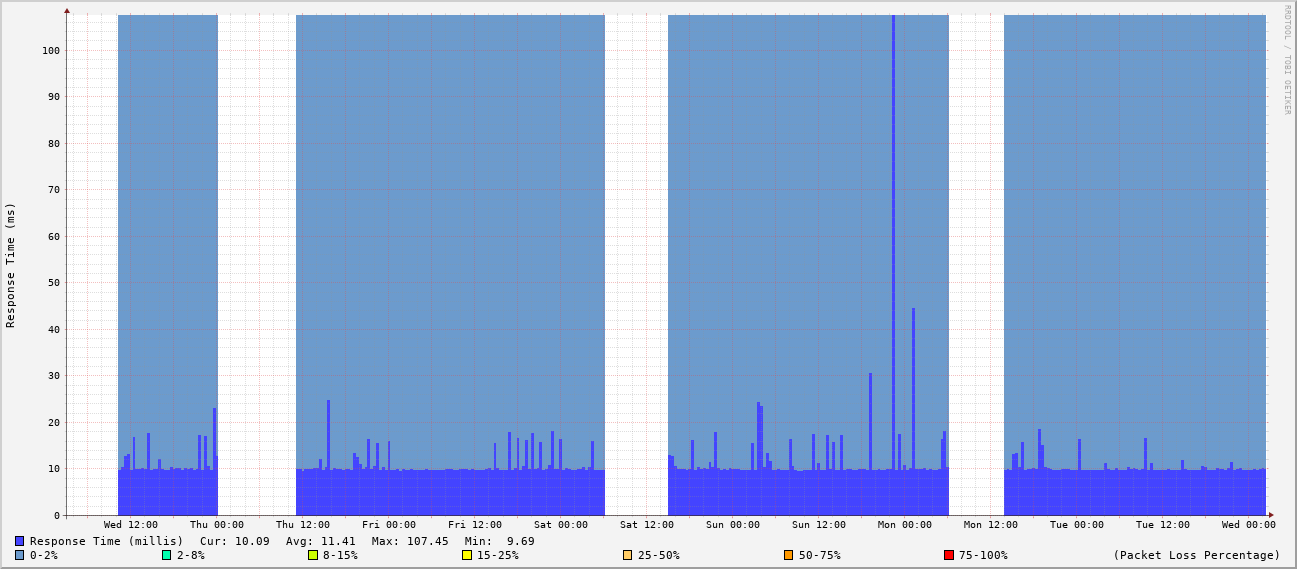 RRDTOOL / TOBI OETIKER
Response Time (ms)
100
90
80
70
60
50
40
30
20
10
0
Wed 12:00 Thu 00:00 Thu 12:00 Fri 00:00 Fri 12:00 Sat 00:00 Sat 12:00 Sun 00:00 Sun 12:00 Mon 00:00 Mon 12:00 Tue 00:00 Tue 12:00 Wed 00:00
Response Time (millis) Cur: 10.09 Avg: 11.41 Max: 107.45 Min: 9.69
0-2% 2-8% 8-15% 15-25% 25-50% 50-75% 75-100% (Packet Loss Percentage)